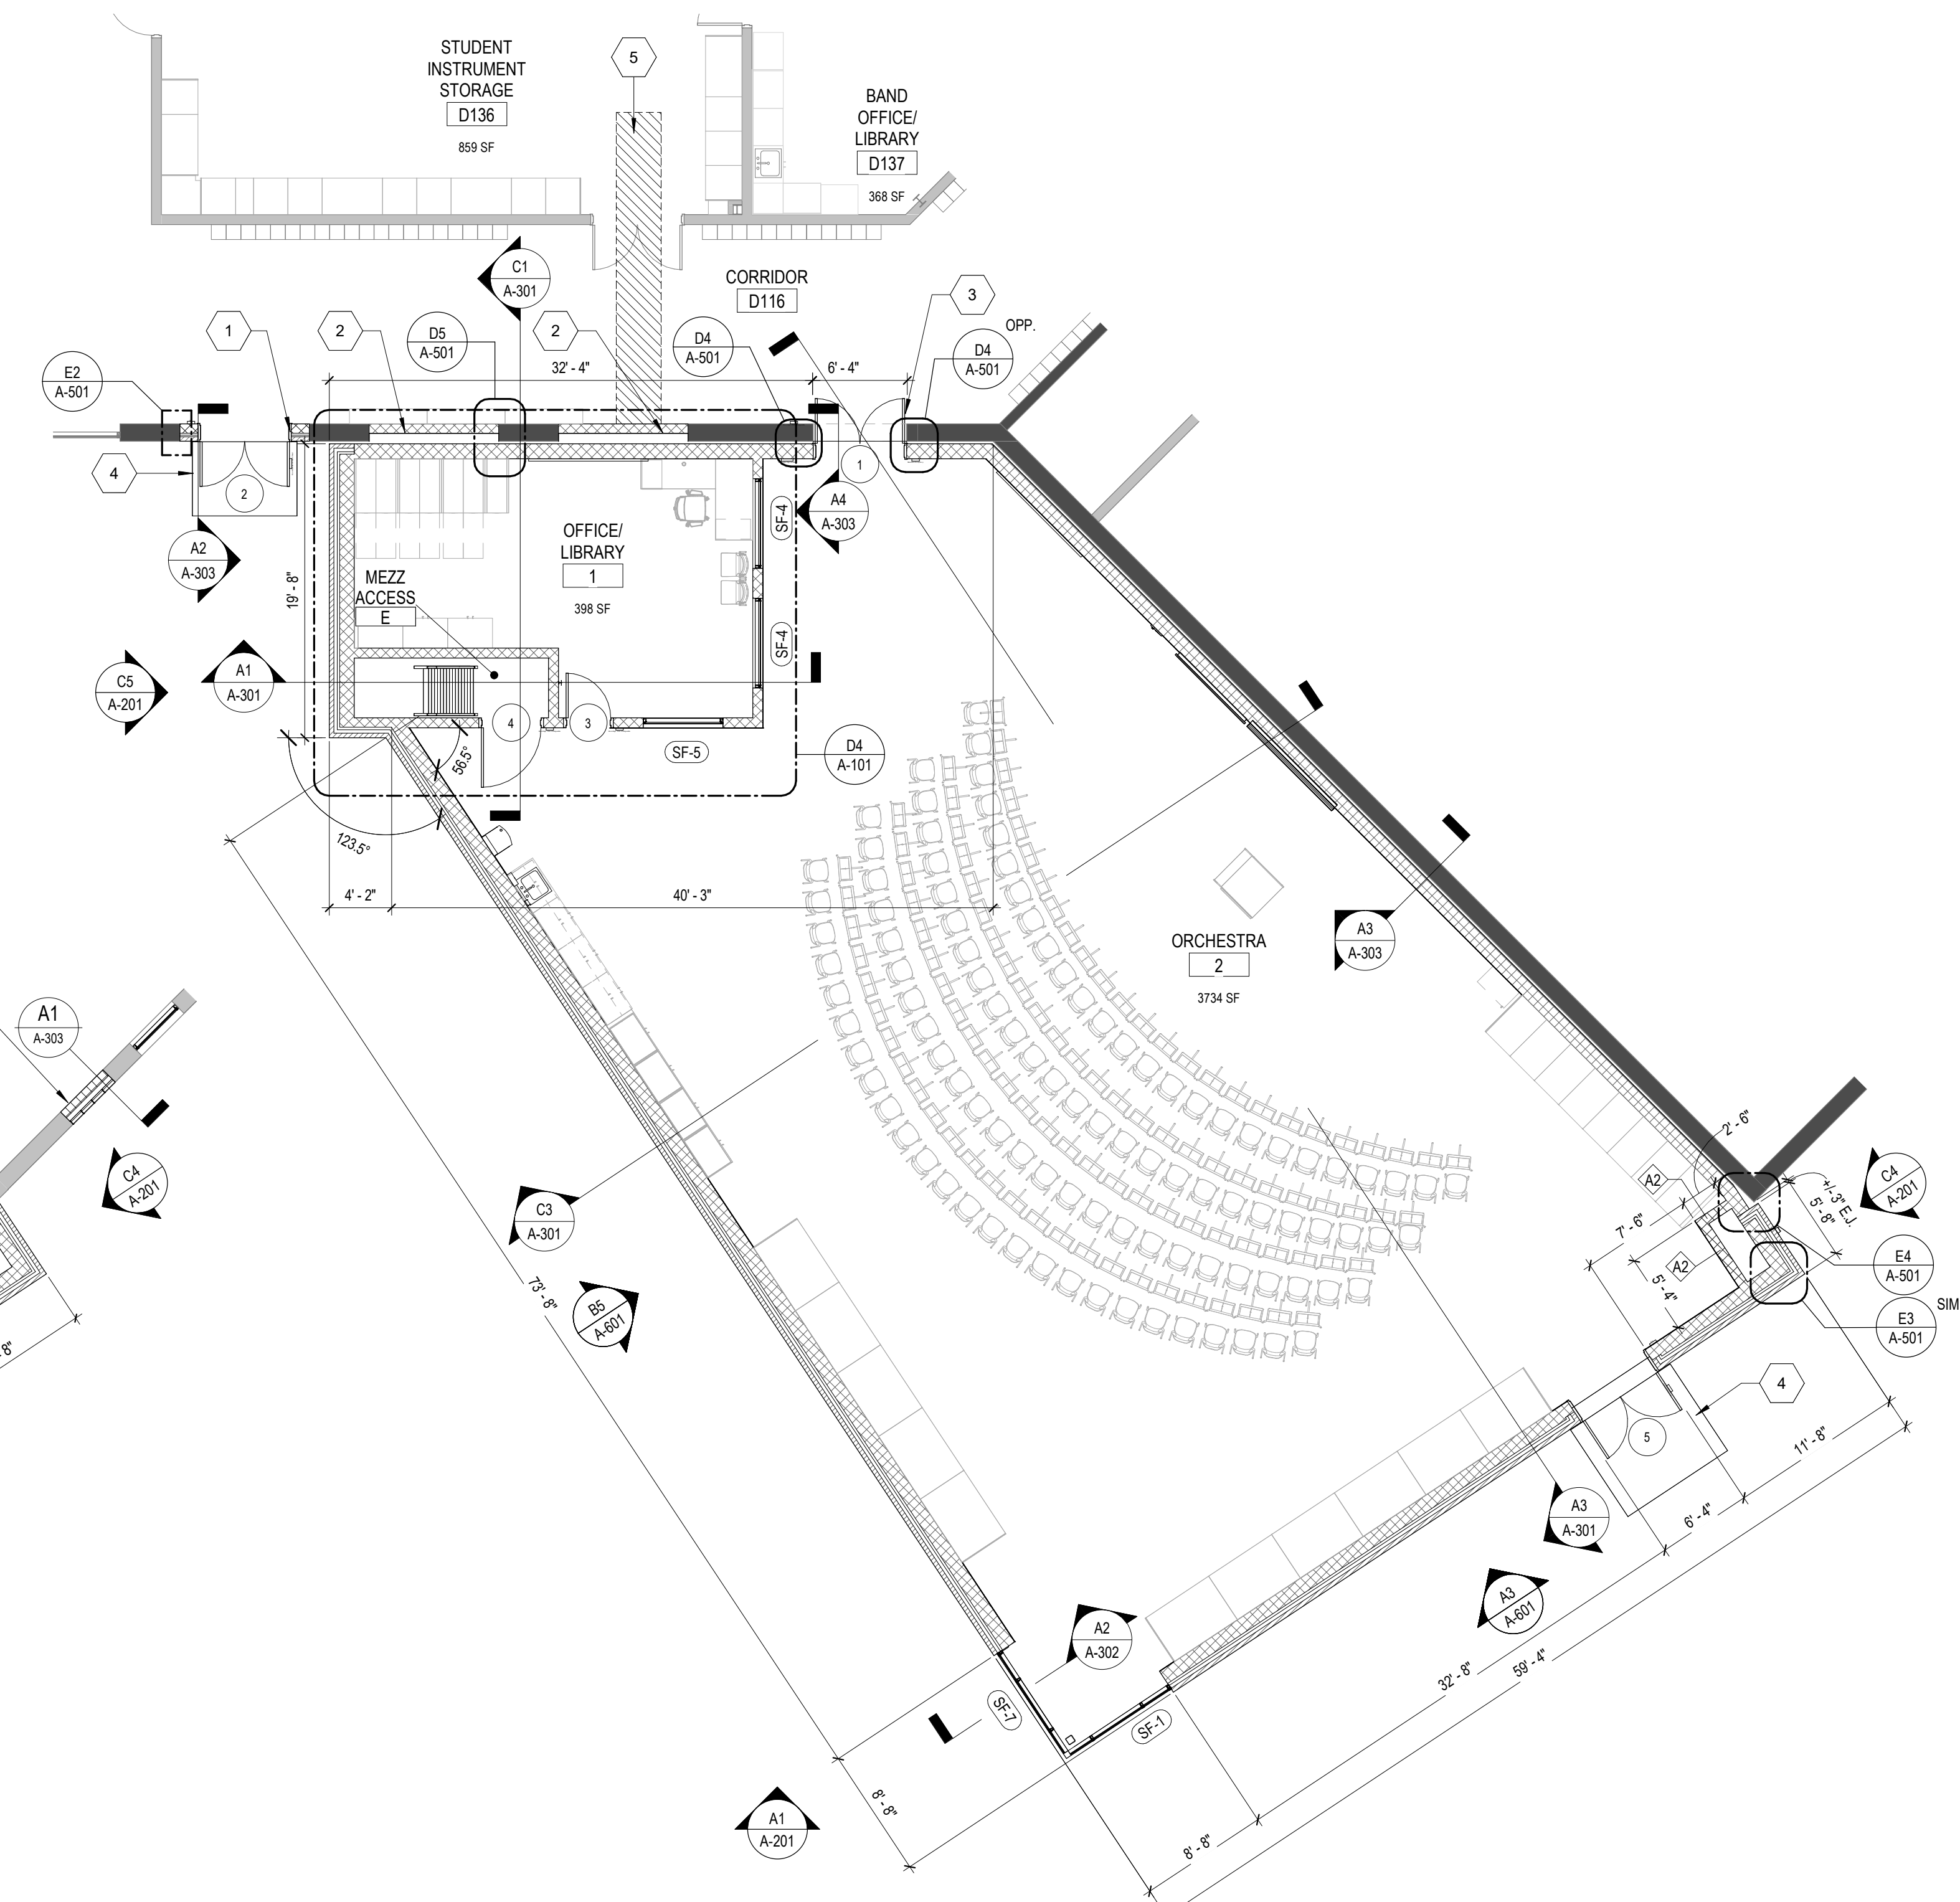 STUDENT
INSTRUMENT
STORAGE
D136
859 SF
5
BAND
OFFICE/
LIBRARY
D137
368 SF
C1
A-301
CORRIDOR
D116
3
OPP.
1
2
D5
A-501
2
D4
A-501
D4
A-501
E2
A-501
32' - 4"
6' - 4"
4
2
1
A2
A-303
19' - 8"
OFFICE/
LIBRARY
1
398 SF
SF-4
A4
A-303
MEZZ
ACCESS
E
SF-4
C5
A-201
A1
A-301
4
3
SF-5
D4
A-101
56.5°
123.5°
4' - 2"
40' - 3"
ORCHESTRA
2
3734 SF
A3
A-303
A1
A-303
C4
A-201
8"
2' - 6"
A2
7' - 6"
+/- 3" E.J.
5' - 8"
C4
A-201
A2
5' - 4"
E4
A-501
SIM
E3
A-501
C3
A-301
73' - 8"
B5
A-601
4
5
11' - 8"
6' - 4"
A3
A-301
A3
A-601
A2
A-302
32' - 8"
59' - 4"
SF-7
SF-1
8' - 8"
A1
A-201
8' - 8"